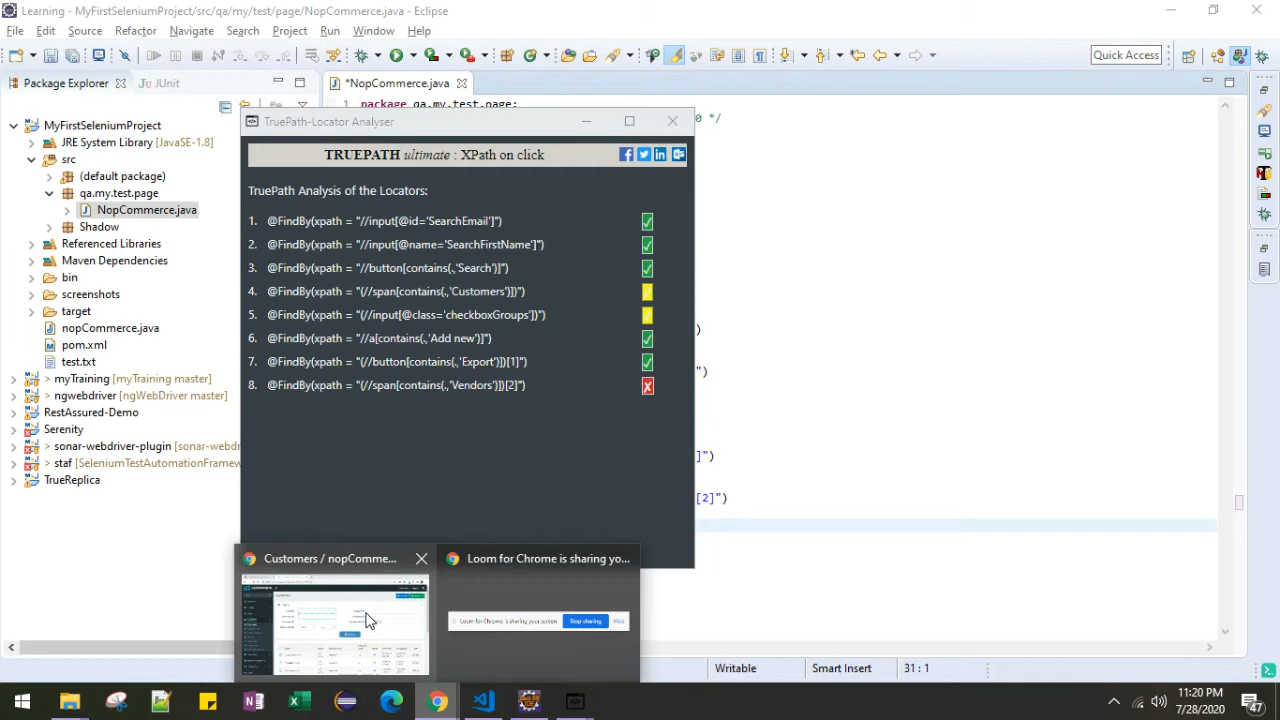 Learning - MyFirstSeleniumProject/src/qa/my/test/page/NopCommerce.java - Eclipse
File Edit Source Refactor Navigate Search Project Run Window Help
Quick Access
Package Explorer JUnit
*NopCommerce.java
1 package qa.my.test.page;
0 */
MyFirstSeleniumProject
JRE System Library [JavaSE-1.8]
src
(default package)
qa.my.test.page
NopCommerce.java
Shadow
Referenced Libraries
Maven Dependencies
bin
screenshots
target
nopCommerce.java
pom.xml
test.txt
> myTraining [myTraining master]
> ngwebdriver [ngWebDriver master]
RestAssured-Demo
Serenity
> sonar-webdriver-plugin [sonar-webdr
> staf [SeleniumTestAutomationFramew
TrueReplica
TruePath-Locator Analyser
TRUEPATH ultimate : XPath on click
TruePath Analysis of the Locators:
1. @FindBy(xpath = "//input[@id='SearchEmail']")
2. @FindBy(xpath = "//input[@name='SearchFirstName']")
3. @FindBy(xpath = "//button[contains(.,'Search')]")
4. @FindBy(xpath = "(//span[contains(.,'Customers')])")
5. @FindBy(xpath = "(//input[@class='checkboxGroups'])")
6. @FindBy(xpath = "//a[contains(.,'Add new')]")
7. @FindBy(xpath = "(//button[contains(.,'Export')])[1]")
8. @FindBy(xpath = "(//span[contains(.,'Vendors')])[2]")
)
")
]")
[2]")
Customers / nopComme...
Loom for Chrome is sharing yo...
Loom for Chrome is sharing your screen. Stop sharing Hide
Writable Smart Insert 31 : 1
11:20 PM
7/28/2020
47